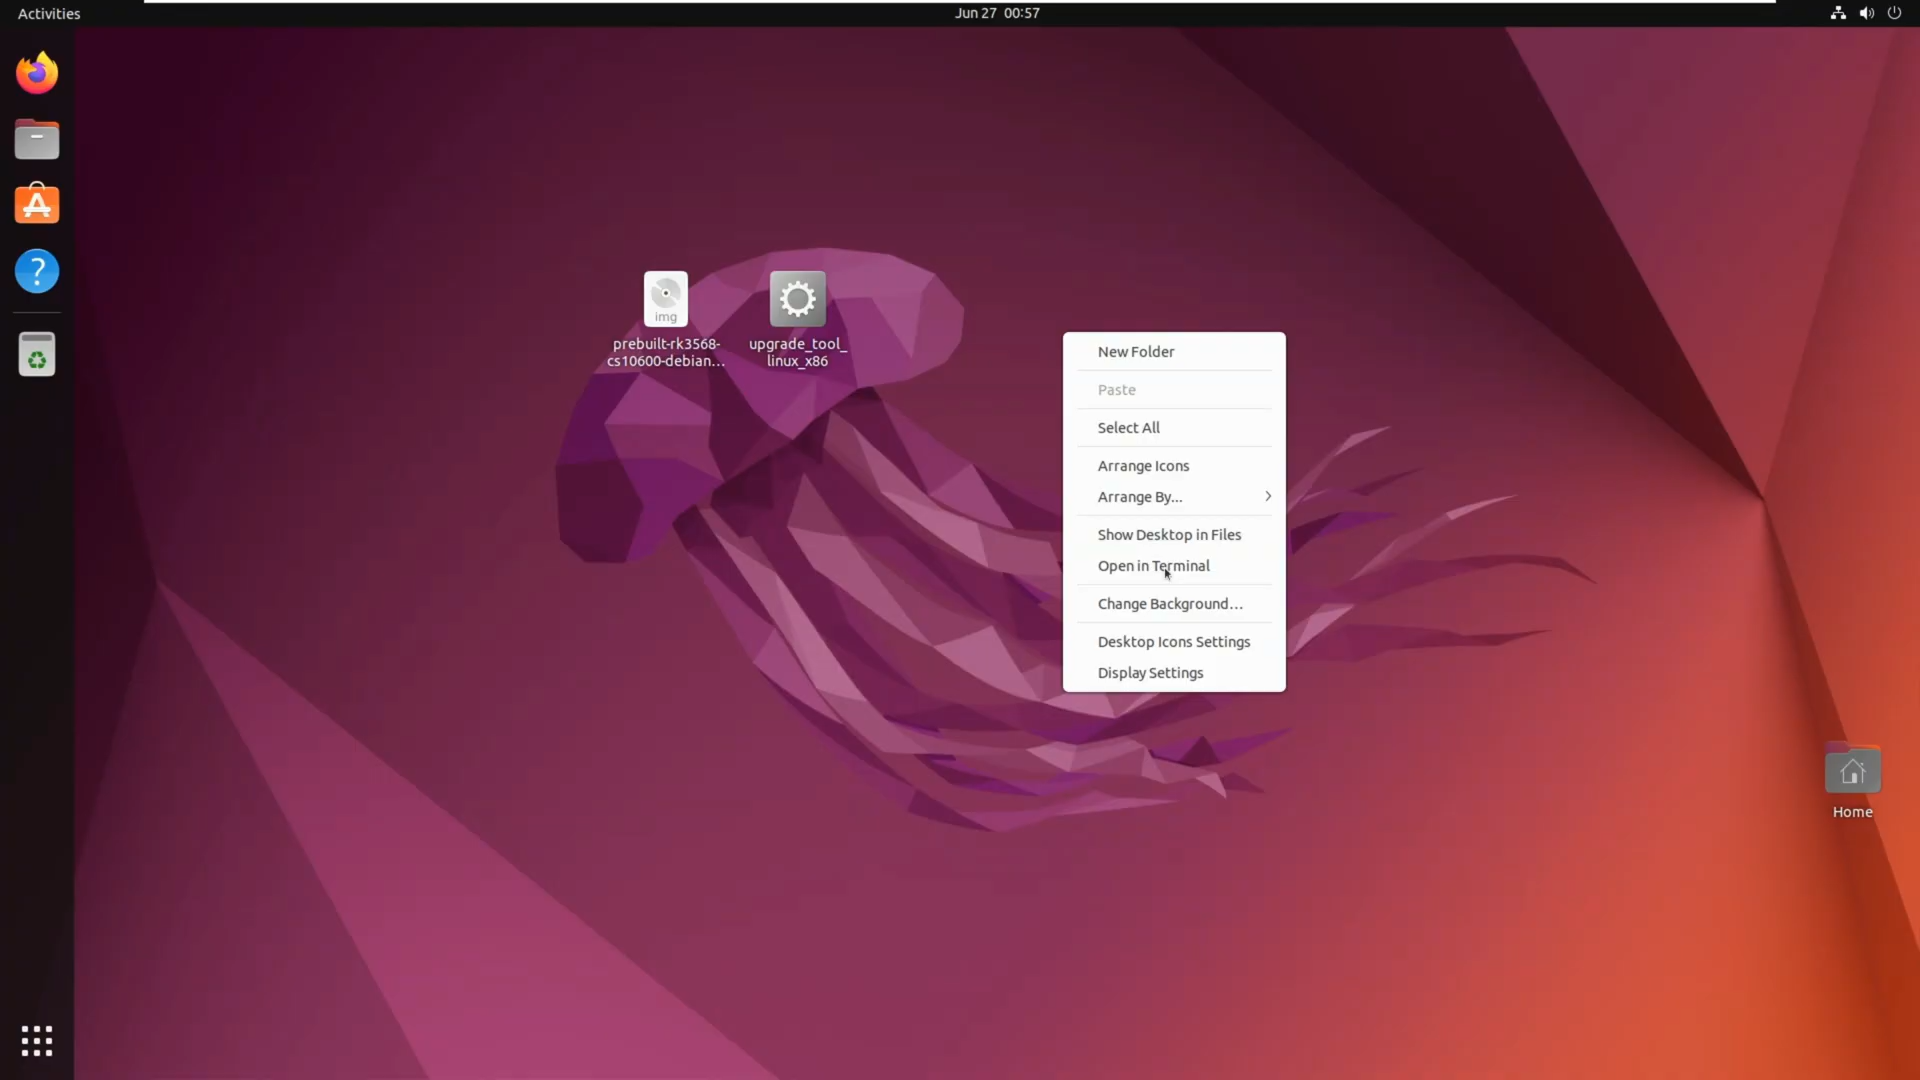 Activities
Jun 27 00:57
img
prebuilt-rk3568-
cs10600-debian...
upgrade_tool_
linux_x86
New Folder
Paste
Select All
Arrange Icons
Arrange By...
Show Desktop in Files
Open in Terminal
Change Background...
Desktop Icons Settings
Display Settings
Home